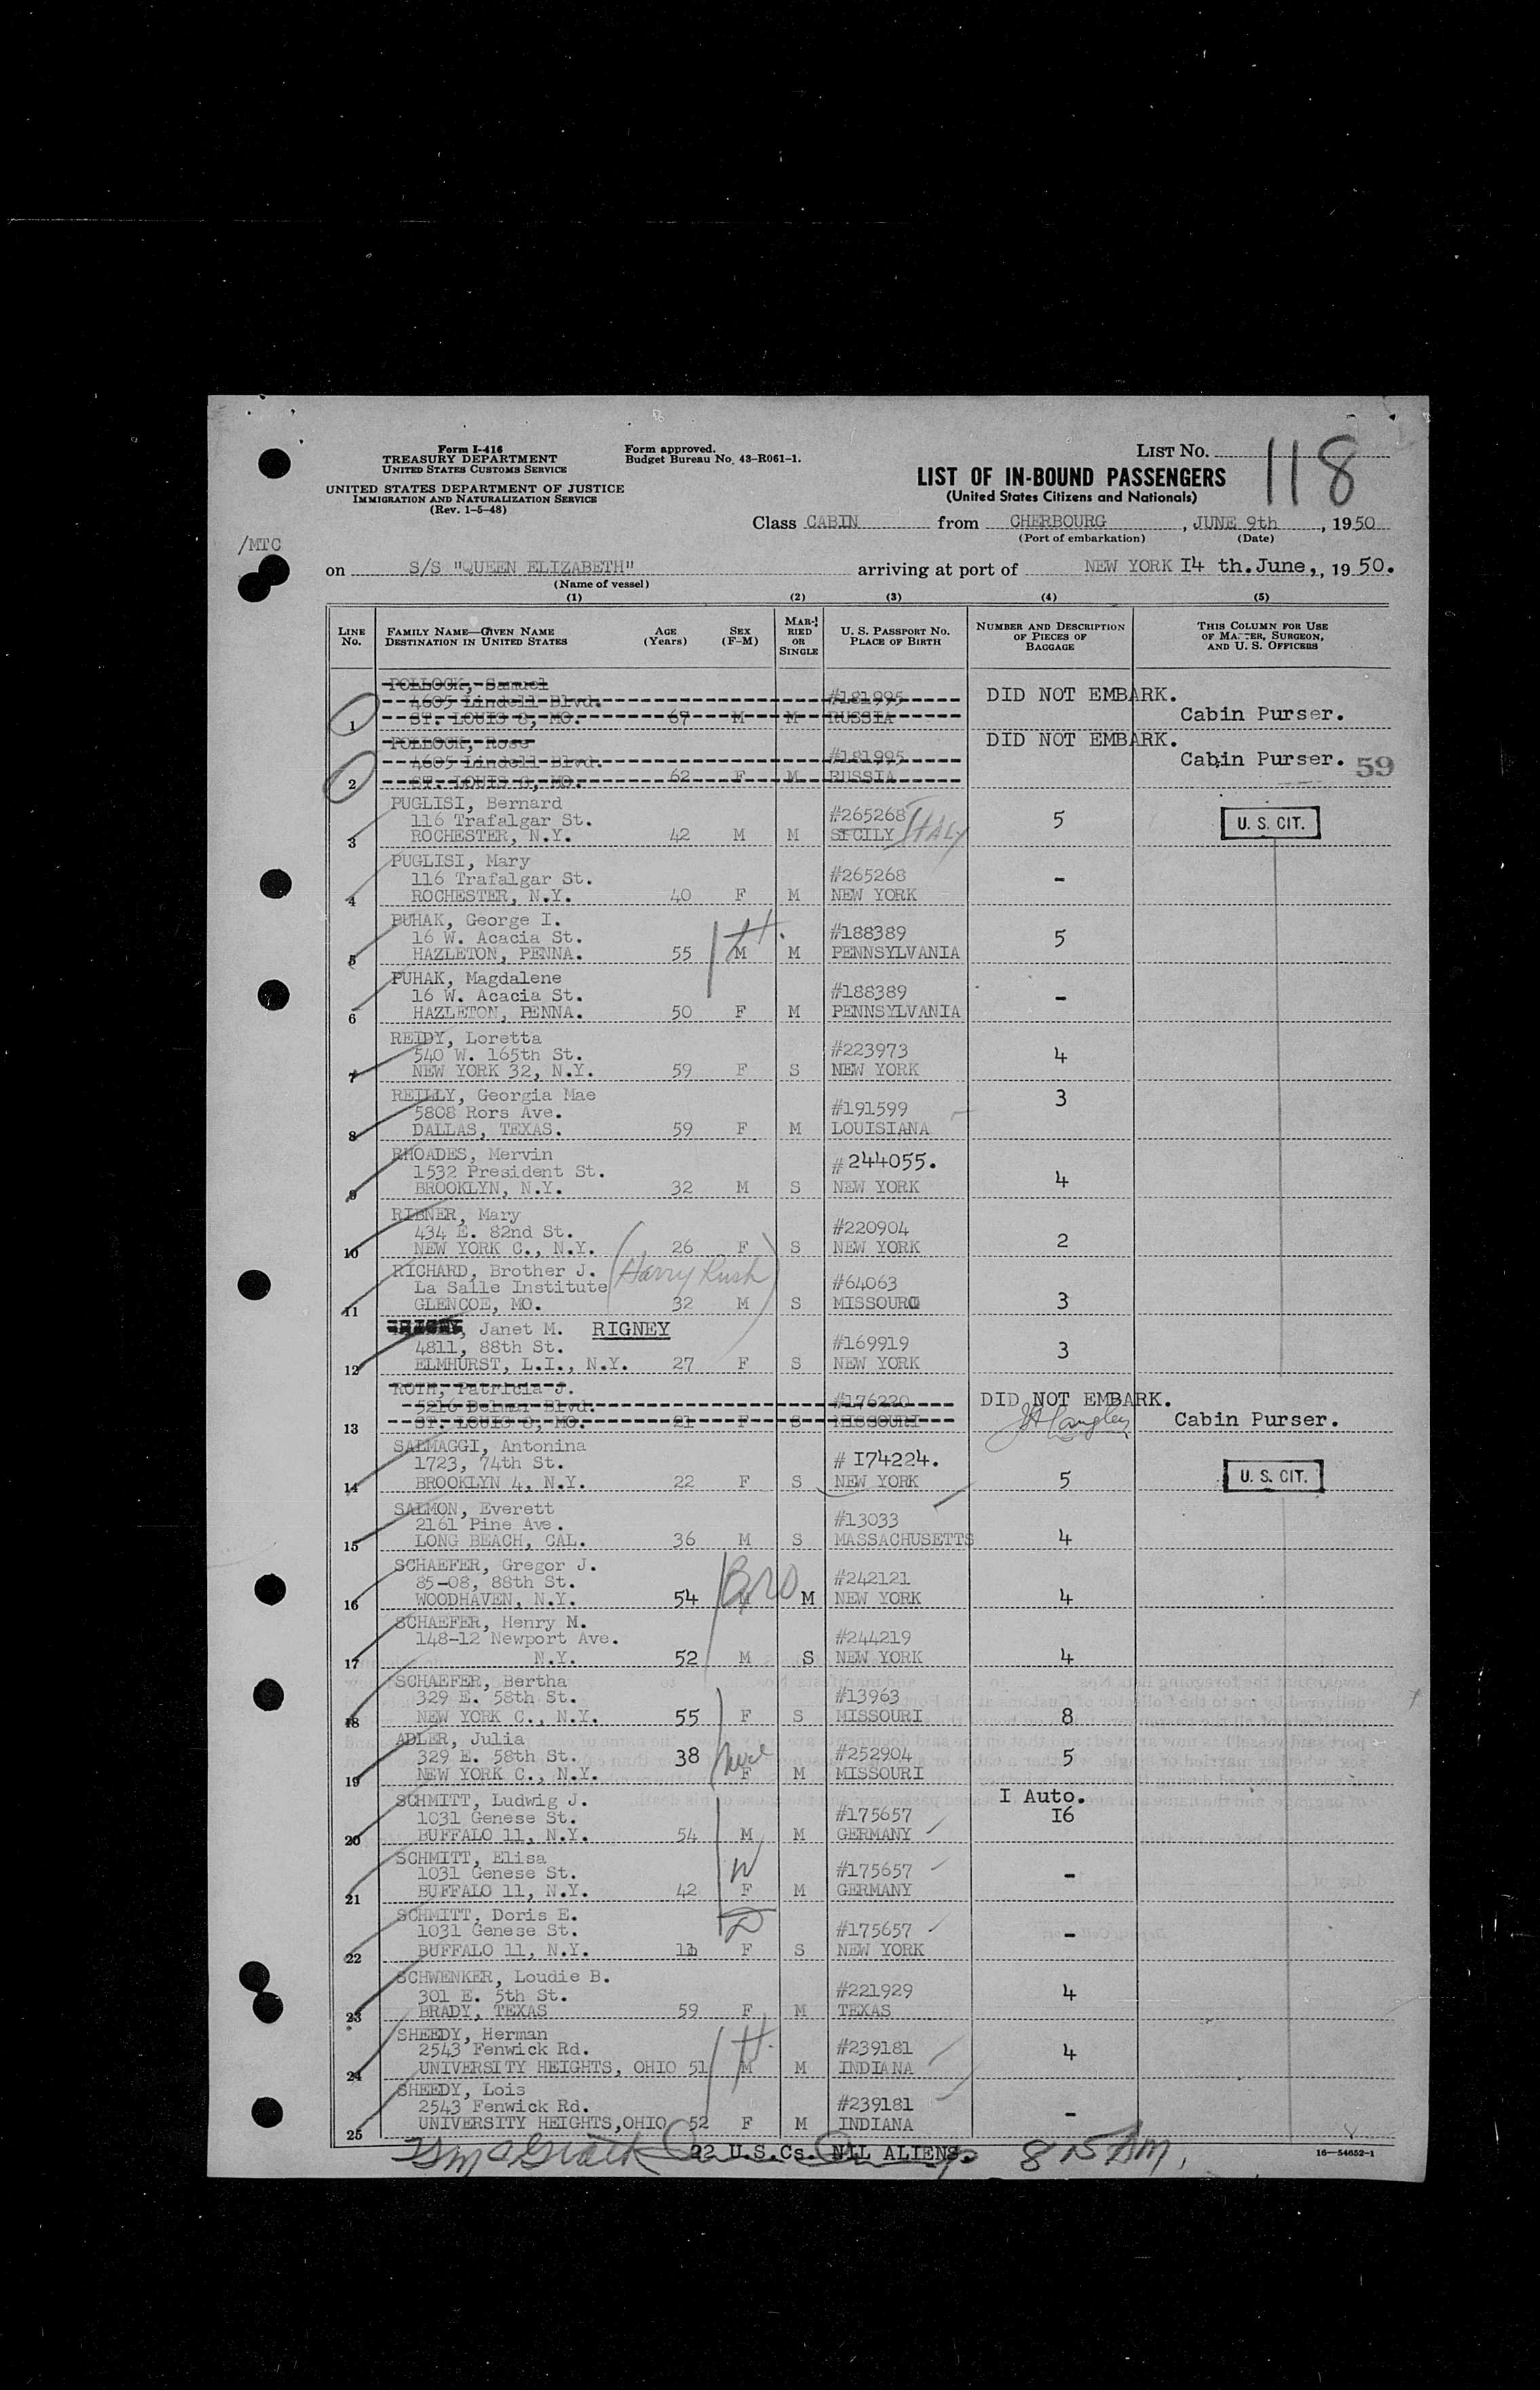 Form I-416
TREASURY DEPARTMENT
UNITED STATES CUSTOMS SERVICE
UNITED STATES DEPARTMENT OF JUSTICE
IMMIGRATION AND NATURALIZATION SERVICE
(Rev. 1-5-48)
Form approved.
Budget Bureau No. 43-R061-1.
LIST No. 118
LIST OF IN-BOUND PASSENGERS
(United States Citizens and Nationals)
Class CABIN from CHERBOURG, JUNE 9th, 1950
(Port of embarkation) (Date)
/MTC
on S/S "QUEEN ELIZABETH" arriving at port of NEW YORK I4 th.June,, 1950.
(Name of vessel)
(1) (2) (3) (4) (5)
LINE No. FAMILY NAME—GIVEN NAME DESTINATION IN UNITED STATES AGE (Years) SEX (F-M) MARRIED OR SINGLE U. S. PASSPORT NO. PLACE OF BIRTH NUMBER AND DESCRIPTION OF PIECES OF BAGGAGE THIS COLUMN FOR USE OF MASTER, SURGEON, AND U. S. OFFICERS
POLLOCK, Samuel
4605 Lindell Blvd. #181995 DID NOT EMBARK.
1 ST. LOUIS 8, MO. 67 M M RUSSIA Cabin Purser.
POLLOCK, Rose DID NOT EMBARK.
4605 Lindell Blvd. #181995 Cabin Purser. 59
2 ST. LOUIS 8, MO. 62 F M RUSSIA
PUGLISI, Bernard
116 Trafalgar St. #265268 5 U. S. CIT.
3 ROCHESTER, N.Y. 42 M M SICILY ITALY
PUGLISI, Mary
116 Trafalgar St. #265268 -
4 ROCHESTER, N.Y. 40 F M NEW YORK
PUHAK, George I. H.
16 W. Acacia St. #188389 5
5 HAZLETON, PENNA. 55 M M PENNSYLVANIA
PUHAK, Magdalene
16 W. Acacia St. #188389 -
6 HAZLETON, PENNA. 50 F M PENNSYLVANIA
REIDY, Loretta
540 W. 165th St. #223973 4
7 NEW YORK 32, N.Y. 59 F S NEW YORK
REILLY, Georgia Mae 3
5808 Rors Ave. #191599
8 DALLAS, TEXAS. 59 F M LOUISIANA
RHOADES, Mervin
1532 President St. #244055.
9 BROOKLYN, N.Y. 32 M S NEW YORK 4
RIBNER, Mary
434 E. 82nd St. #220904
10 NEW YORK C., N.Y. 26 F S NEW YORK 2
RICHARD, Brother J. (Harry Rush)
La Salle Institute #64063
11 GLENCOE, MO. 32 M S MISSOURI 3
, Janet M. RIGNEY
4811, 88th St. #169919 3
12 ELMHURST, L.I., N.Y. 27 F S NEW YORK
ROTH, Patricia J.
5216 Delmar Blvd. #176220 DID NOT EMBARK.
13 ST. LOUIS 8, MO. 21 F S MISSOURI Cabin Purser.
SALMAGGI, Antonina
1723, 74th St. # I74224.
14 BROOKLYN 4, N.Y. 22 F S NEW YORK 5 U. S. CIT.
SALMON, Everett
2161 Pine Ave. #13033
15 LONG BEACH, CAL. 36 M S MASSACHUSETTS 4
SCHAEFER, Gregor J. Bro
85-08, 88th St. #242121
16 WOODHAVEN, N.Y. 54 M M NEW YORK 4
SCHAEFER, Henry M.
148-12 Newport Ave. #244219
17 N.Y. 52 M S NEW YORK 4
SCHAEFER, Bertha
329 E. 58th St. #13963
18 NEW YORK C., N.Y. 55 F S MISSOURI 8
ADLER, Julia
329 E. 58th St. 38 #252904 5
19 NEW YORK C., N.Y. F M MISSOURI
SCHMITT, Ludwig J. I Auto.
1031 Genese St. #175657 I6
20 BUFFALO 11, N.Y. 54 M M GERMANY
SCHMITT, Elisa W
1031 Genese St. #175657 -
21 BUFFALO 11, N.Y. 42 F M GERMANY
SCHMITT, Doris E. D
1031 Genese St. #175657 -
22 BUFFALO 11, N.Y. F S NEW YORK
SCHWENKER, Loudie B.
301 E. 5th St. #221929 4
23 BRADY, TEXAS 59 F M TEXAS
SHEEDY, Herman H.
2543 Fenwick Rd. #239181 4
24 UNIVERSITY HEIGHTS, OHIO 51 M M INDIANA
SHEEDY, Lois
2543 Fenwick Rd. #239181 -
25 UNIVERSITY HEIGHTS,OHIO 52 F M INDIANA
22 U.S.Cs. NIL ALIENS. 8 15 AM.
16—54652-1